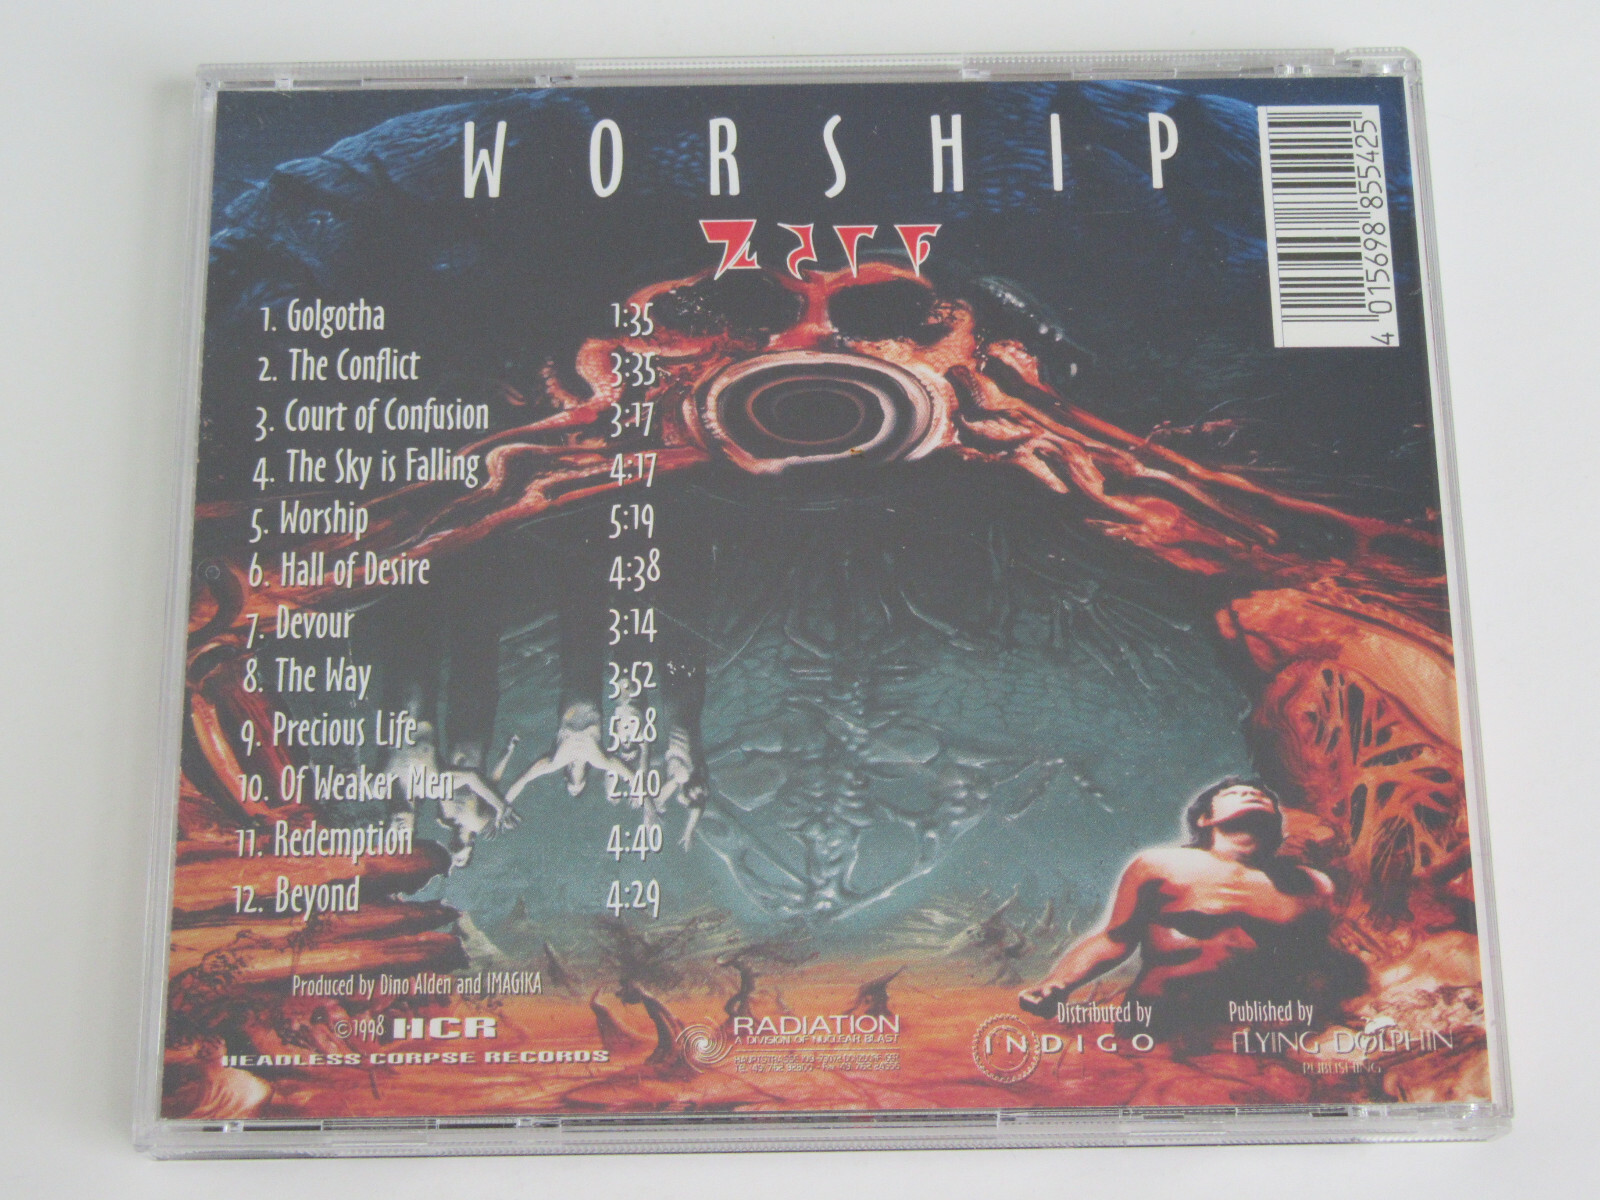 WORSHIP
1. Golgotha 1:35
2. The Conflict 3:35
3. Court of Confusion 3:17
4. The Sky is Falling 4:17
5. Worship 5:19
6. Hall of Desire 4:38
7. Devour 3:14
8. The Way 3:52
9. Precious Life 5:28
10. Of Weaker Men 2:40
11. Redemption 4:40
12. Beyond 4:29
Produced by Dino Alden and IMAGIKA
©1998 HCR
HEADLESS CORPSE RECORDS
RADIATION
A DIVISION OF NUCLEAR BLAST
Distributed by
INDIGO
Published by
FLYING DOLPHIN
PUBLISHING
4 015698 855425